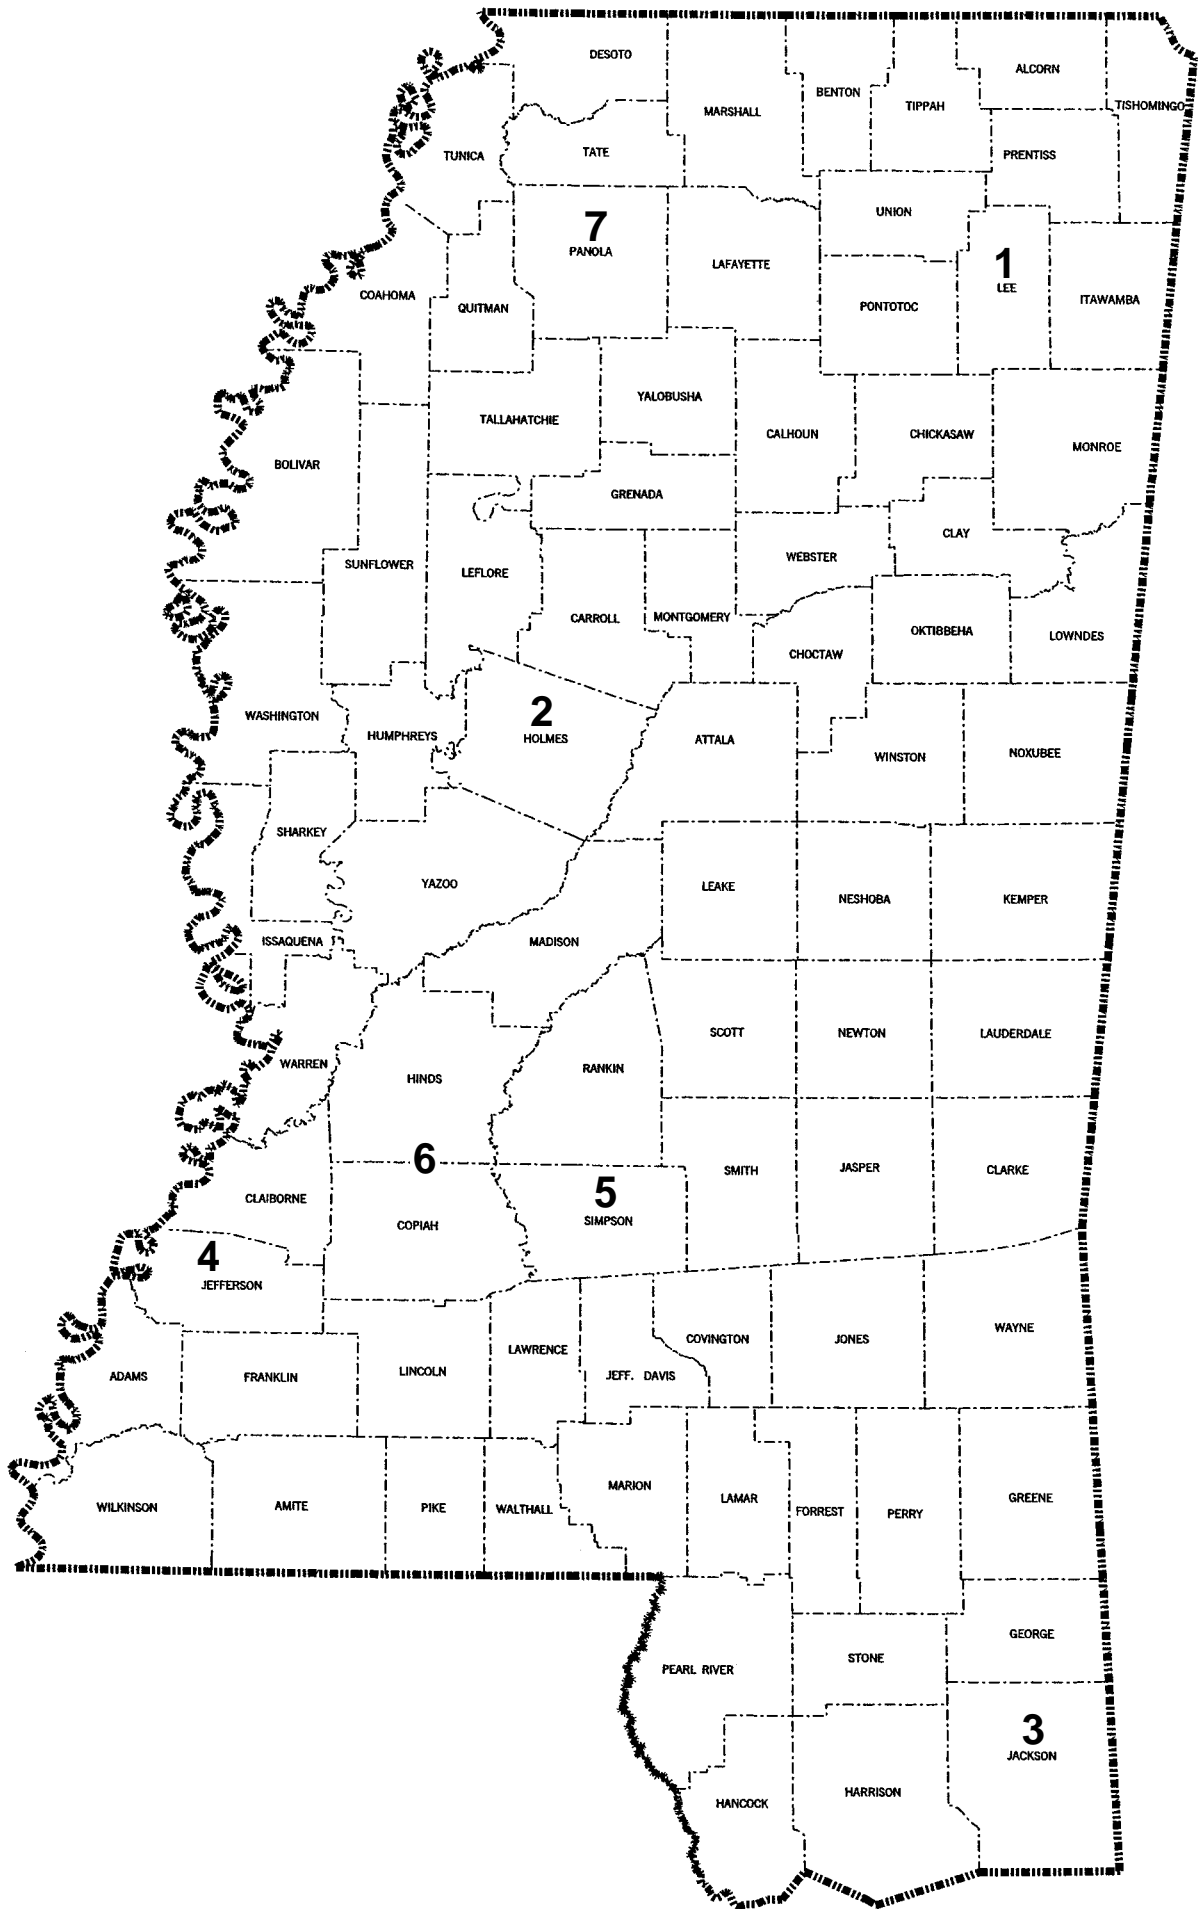 DESOTO
ALCORN
BENTON
TISHOMINGO
TIPPAH
MARSHALL
TATE
TUNICA
PRENTISS
UNION
7
PANOLA
1
LEE
LAFAYETTE
COAHOMA
QUITMAN
PONTOTOC
ITAWAMBA
YALOBUSHA
TALLAHATCHIE
CALHOUN
CHICKASAW
MONROE
BOLIVAR
GRENADA
CLAY
SUNFLOWER
LEFLORE
WEBSTER
CARROLL
MONTGOMERY
OKTIBBEHA
LOWNDES
CHOCTAW
2
HOLMES
WASHINGTON
HUMPHREYS
ATTALA
WINSTON
NOXUBEE
SHARKEY
YAZOO
LEAKE
NESHOBA
KEMPER
ISSAQUENA
MADISON
SCOTT
NEWTON
LAUDERDALE
WARREN
HINDS
RANKIN
6
SMITH
JASPER
CLARKE
CLAIBORNE
5
SIMPSON
COPIAH
4
JEFFERSON
COVINGTON
JONES
WAYNE
LAWRENCE
ADAMS
FRANKLIN
LINCOLN
JEFF. DAVIS
WILKINSON
AMITE
PIKE
WALTHALL
MARION
LAMAR
FORREST
PERRY
GREENE
GEORGE
STONE
PEARL RIVER
3
JACKSON
HARRISON
HANCOCK